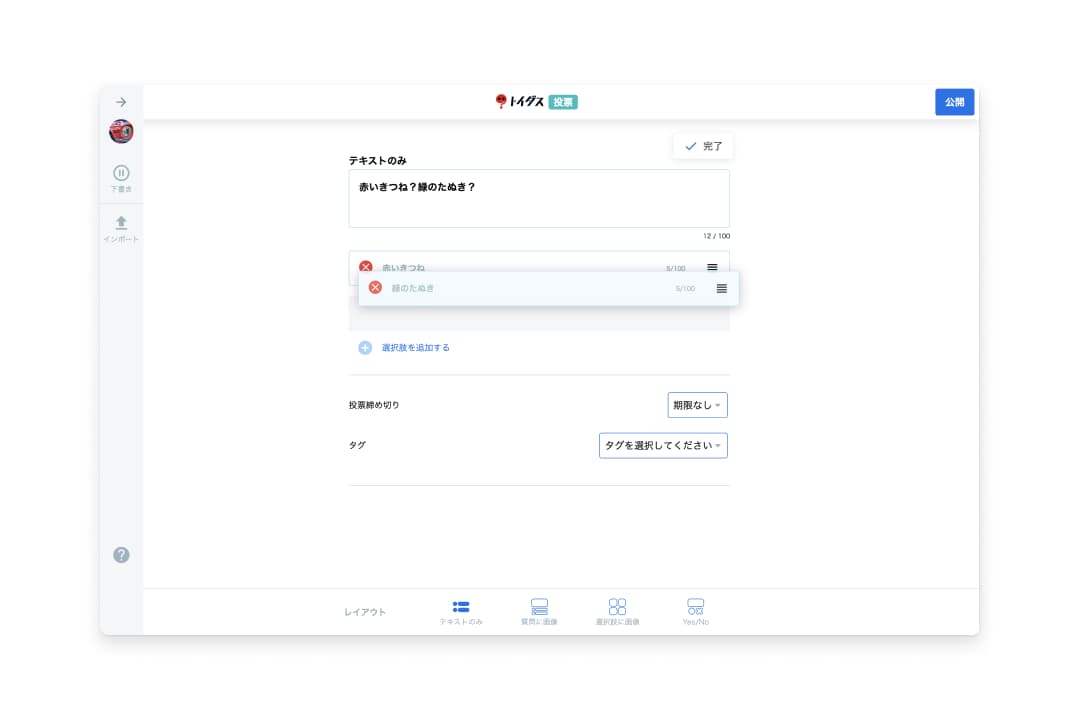 トイダス 投票
公開
完了
下書き
インポート
テキストのみ
赤いきつね？緑のたぬき？
12 / 100
赤いきつね 5/100
緑のたぬき 5/100
選択肢を追加する
投票締め切り 期限なし
タグ タグを選択してください
レイアウト テキストのみ 質問に画像 選択肢に画像 Yes/No